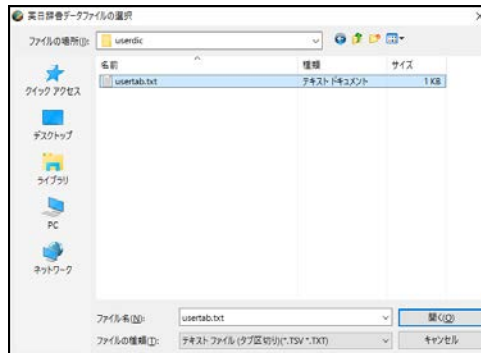 英日辞書データファイルの選択
ファイルの場所(I): userdic
名前 種類 サイズ
usertab.txt テキスト ドキュメント 1 KB
クイック アクセス
デスクトップ
ライブラリ
PC
ネットワーク
ファイル名(N): usertab.txt 開く(O)
ファイルの種類(T): テキスト ファイル (タブ区切り)(*.TSV *.TXT) キャンセル